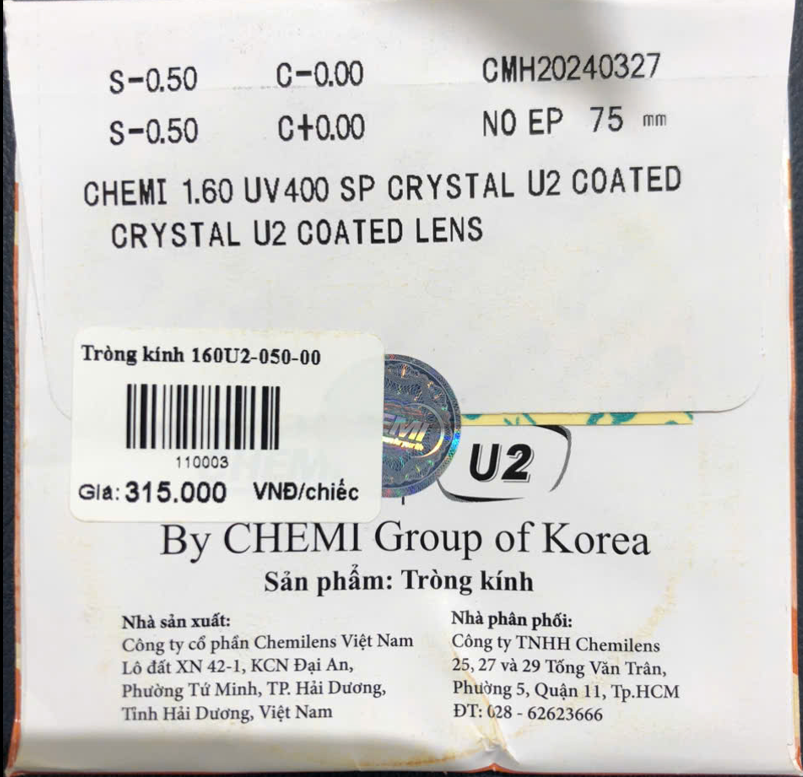 S-0.50 C-0.00 CMH20240327
S-0.50 C+0.00 NO EP 75 mm
CHEMI 1.60 UV400 SP CRYSTAL U2 COATED
CRYSTAL U2 COATED LENS
Tròng kính 160U2-050-00
110003
Giá: 315.000 VNĐ/chiếc
U2
By CHEMI Group of Korea
Sản phẩm: Tròng kính
Nhà sản xuất:
Công ty cổ phần Chemilens Việt Nam
Lô đất XN 42-1, KCN Đại An,
Phường Tứ Minh, TP. Hải Dương,
Tỉnh Hải Dương, Việt Nam
Nhà phân phối:
Công ty TNHH Chemilens
25, 27 và 29 Tống Văn Trân,
Phường 5, Quận 11, Tp.HCM
ĐT: 028 - 62623666